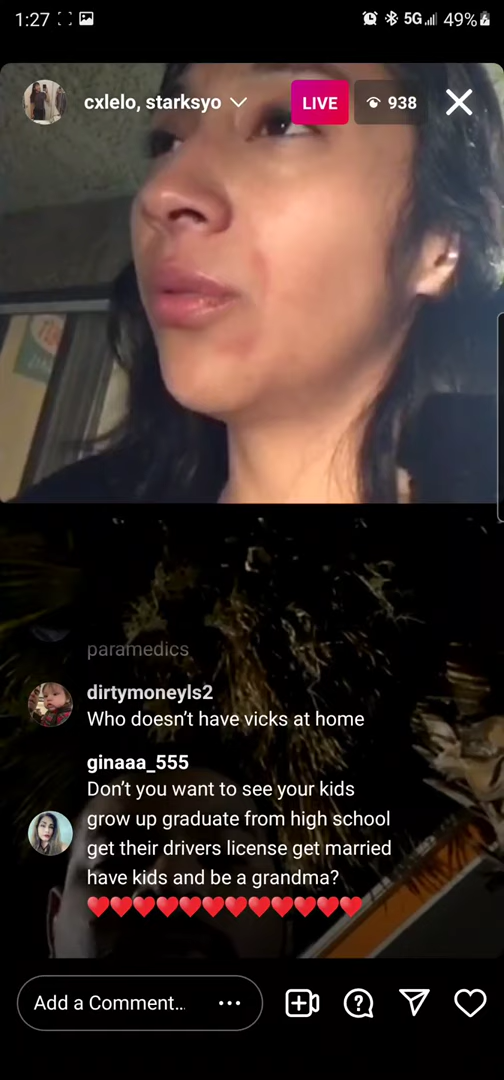 1:27
5G
49%
cxlelo, starksyo
LIVE
938
paramedics
dirtymoneyls2
Who doesn't have vicks at home
ginaaa_555
Don't you want to see your kids
grow up graduate from high school
get their drivers license get married
have kids and be a grandma?
Add a Comment...